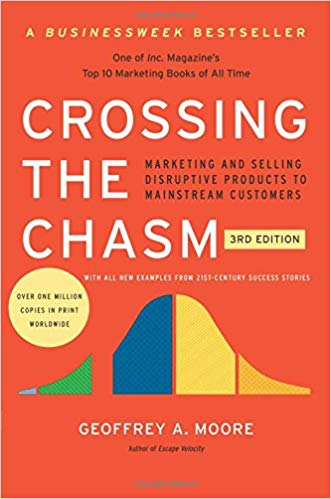 A BUSINESSWEEK BESTSELLER
One of Inc. Magazine's
Top 10 Marketing Books of All Time
CROSSING
THE
CHASM
MARKETING AND SELLING
DISRUPTIVE PRODUCTS TO
MAINSTREAM CUSTOMERS
3RD EDITION
WITH ALL NEW EXAMPLES FROM 21ST-CENTURY SUCCESS STORIES
OVER ONE MILLION
COPIES IN PRINT
WORLDWIDE
GEOFFREY A. MOORE
Author of Escape Velocity